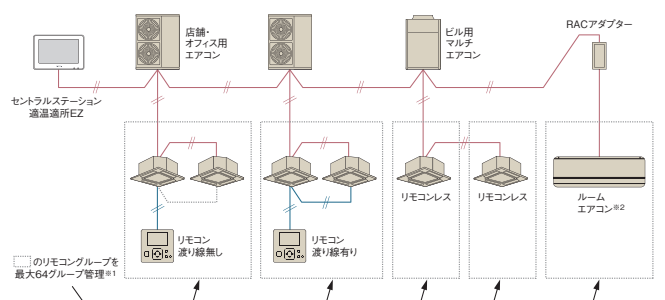 店舗・
オフィス用
エアコン
ビル用
マルチ
エアコン
RACアダプター
セントラルステーション
適温適所EZ
リモコンレス
リモコンレス
ルーム
エアコン※2
リモコン
渡り線無し
リモコン
渡り線有り
のリモコングループを
最大64グループ管理※1